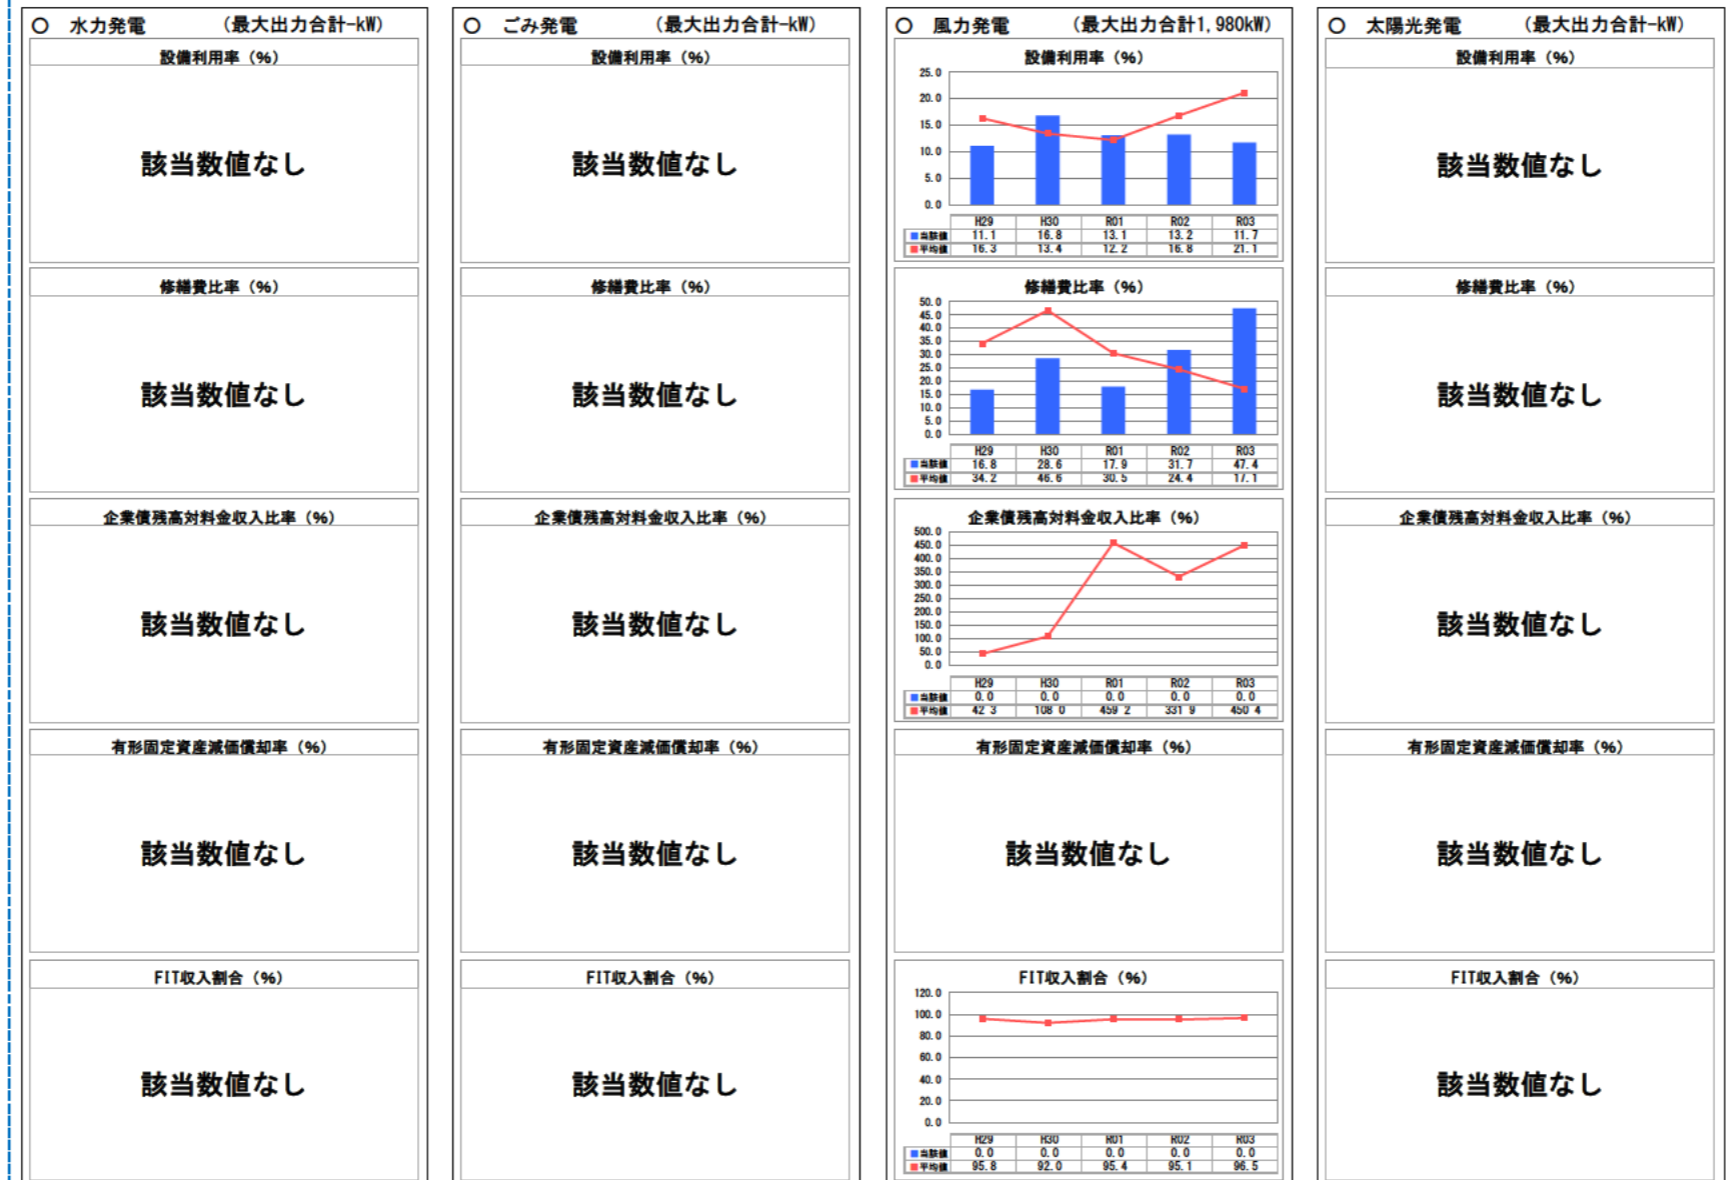 ○ 水力発電 (最大出力合計-kW)
設備利用率 (%)
該当数値なし
修繕費比率 (%)
該当数値なし
企業債残高対料金収入比率 (%)
該当数値なし
有形固定資産減価償却率 (%)
該当数値なし
FIT収入割合 (%)
該当数値なし
○ ごみ発電 (最大出力合計-kW)
設備利用率 (%)
該当数値なし
修繕費比率 (%)
該当数値なし
企業債残高対料金収入比率 (%)
該当数値なし
有形固定資産減価償却率 (%)
該当数値なし
FIT収入割合 (%)
該当数値なし
○ 風力発電 (最大出力合計1,980kW)
設備利用率 (%)
25.0
20.0
15.0
10.0
5.0
0.0
H29 H30 R01 R02 R03
当該値 11.1 16.8 13.1 13.2 11.7
平均値 16.3 13.4 12.2 16.8 21.1
修繕費比率 (%)
50.0
45.0
40.0
35.0
30.0
25.0
20.0
15.0
10.0
5.0
0.0
H29 H30 R01 R02 R03
当該値 16.8 28.6 17.9 31.7 47.4
平均値 34.2 46.6 30.5 24.4 17.1
企業債残高対料金収入比率 (%)
500.0
450.0
400.0
350.0
300.0
250.0
200.0
150.0
100.0
50.0
0.0
H29 H30 R01 R02 R03
当該値 0.0 0.0 0.0 0.0 0.0
平均値 42.3 108.0 459.2 331.9 450.4
有形固定資産減価償却率 (%)
該当数値なし
FIT収入割合 (%)
120.0
100.0
80.0
60.0
40.0
20.0
0.0
H29 H30 R01 R02 R03
当該値 0.0 0.0 0.0 0.0 0.0
平均値 95.8 92.0 95.4 95.1 96.5
○ 太陽光発電 (最大出力合計-kW)
設備利用率 (%)
該当数値なし
修繕費比率 (%)
該当数値なし
企業債残高対料金収入比率 (%)
該当数値なし
有形固定資産減価償却率 (%)
該当数値なし
FIT収入割合 (%)
該当数値なし